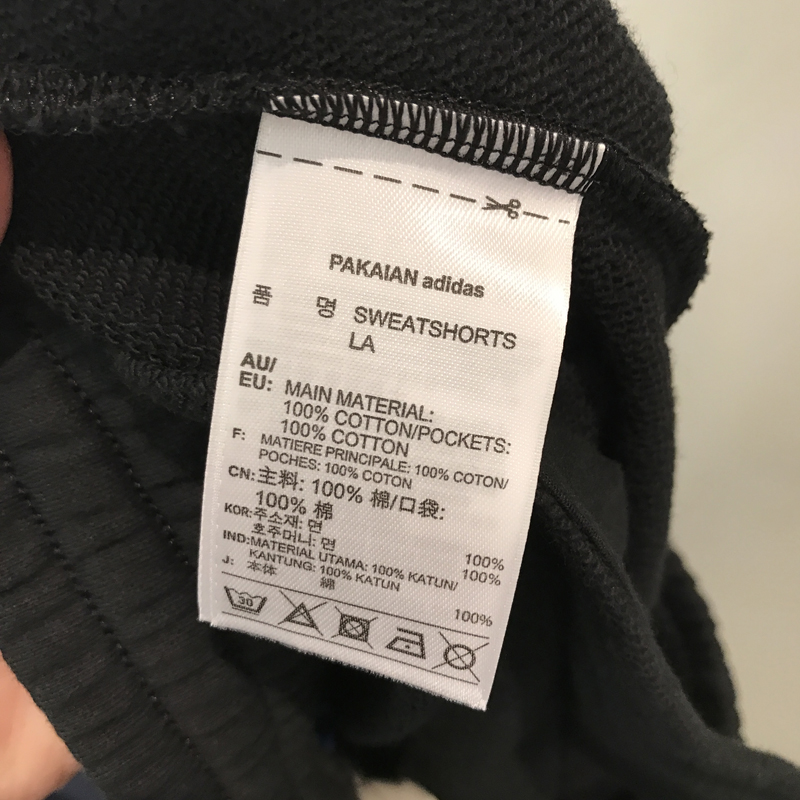 PAKAIAN adidas
품 명 SWEATSHORTS
LA
AU/
EU: MAIN MATERIAL:
100% COTTON/POCKETS:
100% COTTON
F: MATIERE PRINCIPALE: 100% COTON/
POCHES: 100% COTON
CN:主料: 100% 棉/口袋:
100% 棉
KOR:주소재: 면 100%
호주머니: 면 100%
IND:MATERIAL UTAMA: 100% KATUN/
KANTUNG: 100% KATUN
J: 本体 綿 100%
30